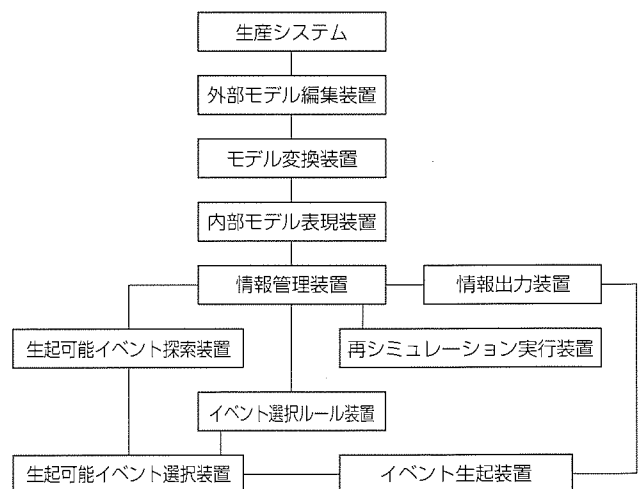 生産システム
外部モデル編集装置
モデル変換装置
内部モデル表現装置
情報管理装置
情報出力装置
生起可能イベント探索装置
再シミュレーション実行装置
イベント選択ルール装置
生起可能イベント選択装置
イベント生起装置